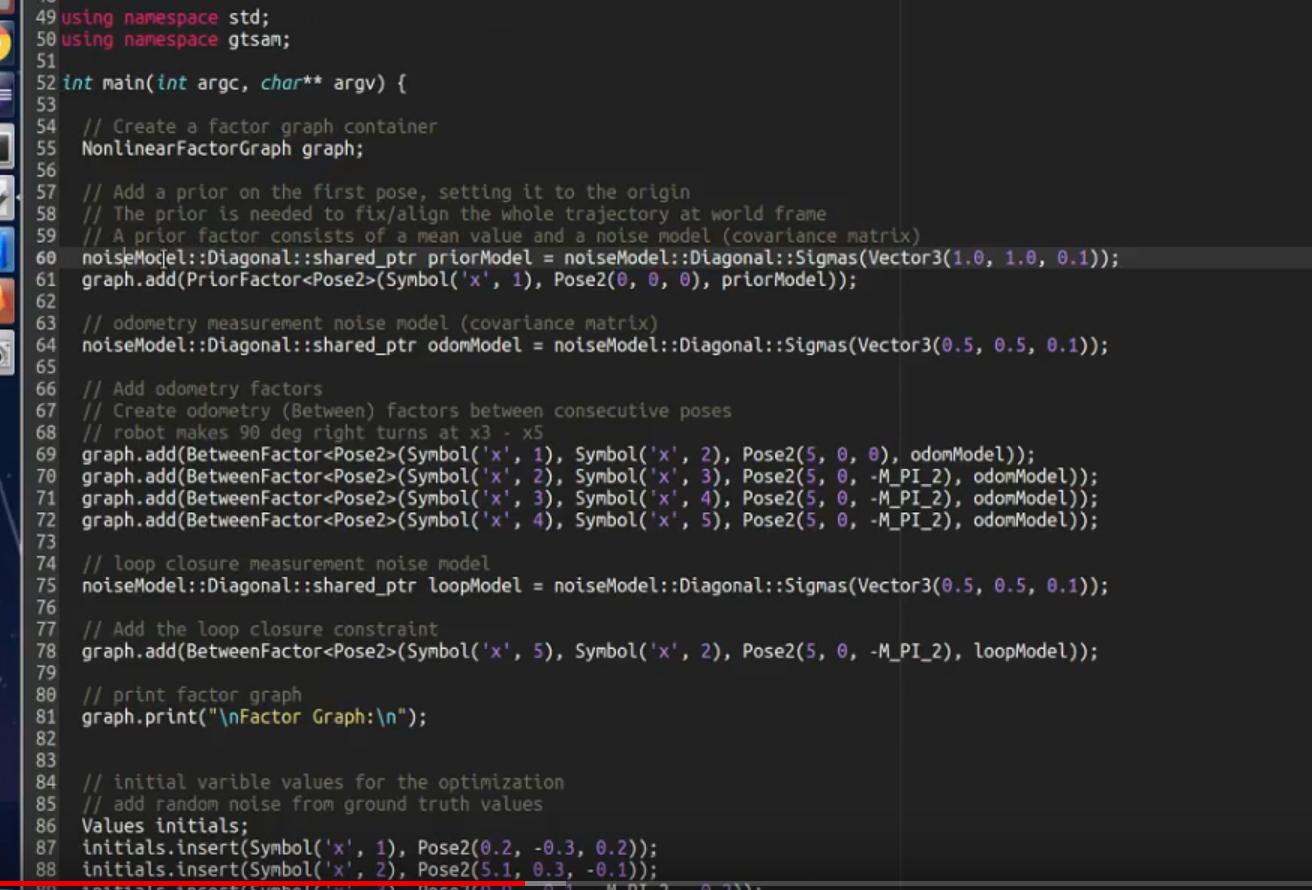 49 using namespace std;
50 using namespace gtsam;
51
52 int main(int argc, char** argv) {
53
54 // Create a factor graph container
55 NonlinearFactorGraph graph;
56
57 // Add a prior on the first pose, setting it to the origin
58 // The prior is needed to fix/align the whole trajectory at world frame
59 // A prior factor consists of a mean value and a noise model (covariance matrix)
60 noiseModel::Diagonal::shared_ptr priorModel = noiseModel::Diagonal::Sigmas(Vector3(1.0, 1.0, 0.1));
61 graph.add(PriorFactor<Pose2>(Symbol('x', 1), Pose2(0, 0, 0), priorModel));
62
63 // odometry measurement noise model (covariance matrix)
64 noiseModel::Diagonal::shared_ptr odomModel = noiseModel::Diagonal::Sigmas(Vector3(0.5, 0.5, 0.1));
65
66 // Add odometry factors
67 // Create odometry (Between) factors between consecutive poses
68 // robot makes 90 deg right turns at x3 - x5
69 graph.add(BetweenFactor<Pose2>(Symbol('x', 1), Symbol('x', 2), Pose2(5, 0, 0), odomModel));
70 graph.add(BetweenFactor<Pose2>(Symbol('x', 2), Symbol('x', 3), Pose2(5, 0, -M_PI_2), odomModel));
71 graph.add(BetweenFactor<Pose2>(Symbol('x', 3), Symbol('x', 4), Pose2(5, 0, -M_PI_2), odomModel));
72 graph.add(BetweenFactor<Pose2>(Symbol('x', 4), Symbol('x', 5), Pose2(5, 0, -M_PI_2), odomModel));
73
74 // loop closure measurement noise model
75 noiseModel::Diagonal::shared_ptr loopModel = noiseModel::Diagonal::Sigmas(Vector3(0.5, 0.5, 0.1));
76
77 // Add the loop closure constraint
78 graph.add(BetweenFactor<Pose2>(Symbol('x', 5), Symbol('x', 2), Pose2(5, 0, -M_PI_2), loopModel));
79
80 // print factor graph
81 graph.print("\nFactor Graph:\n");
82
83
84 // initial varible values for the optimization
85 // add random noise from ground truth values
86 Values initials;
87 initials.insert(Symbol('x', 1), Pose2(0.2, -0.3, 0.2));
88 initials.insert(Symbol('x', 2), Pose2(5.1, 0.3, -0.1));